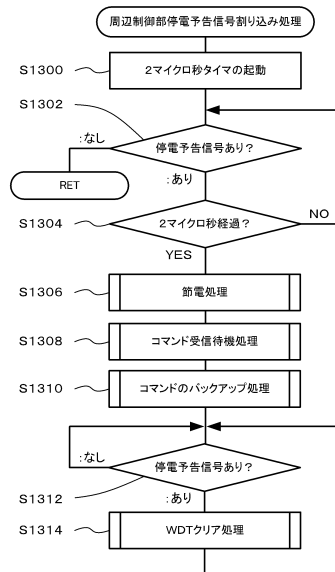 周辺制御部停電予告信号割り込み処理
S1300
2マイクロ秒タイマの起動
S1302
停電予告信号あり?
:なし
RET
:あり
S1304
2マイクロ秒経過?
NO
YES
S1306
節電処理
S1308
コマンド受信待機処理
S1310
コマンドのバックアップ処理
:なし
停電予告信号あり?
S1312
:あり
S1314
WDTクリア処理